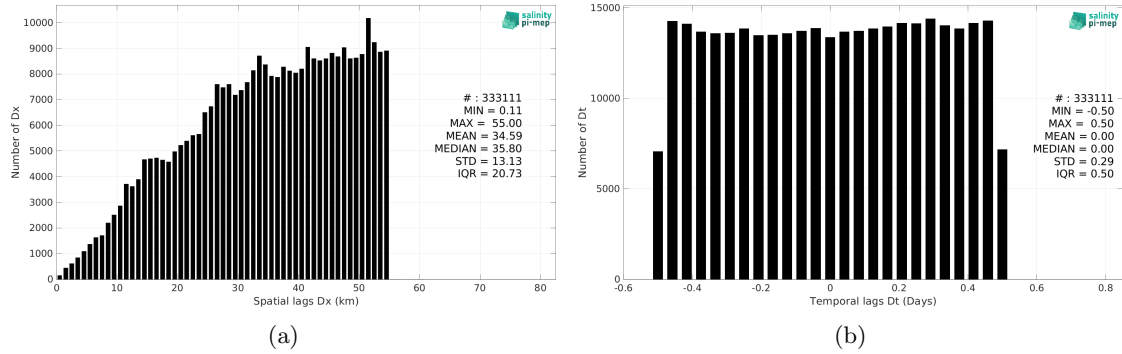 10000
9000
8000
7000
6000
5000
4000
3000
2000
1000
0
Number of Dx
salinity
pi-mep
# : 333111
MIN = 0.11
MAX = 55.00
MEAN = 34.59
MEDIAN = 35.80
STD = 13.13
IQR = 20.73
0 10 20 30 40 50 60 70 80
Spatial lags Dx (km)
(a)
15000
10000
5000
0
Number of Dt
salinity
pi-mep
# : 333111
MIN = -0.50
MAX = 0.50
MEAN = 0.00
MEDIAN = 0.00
STD = 0.29
IQR = 0.50
-0.6 -0.4 -0.2 0 0.2 0.4 0.6 0.8
Temporal lags Dt (Days)
(b)